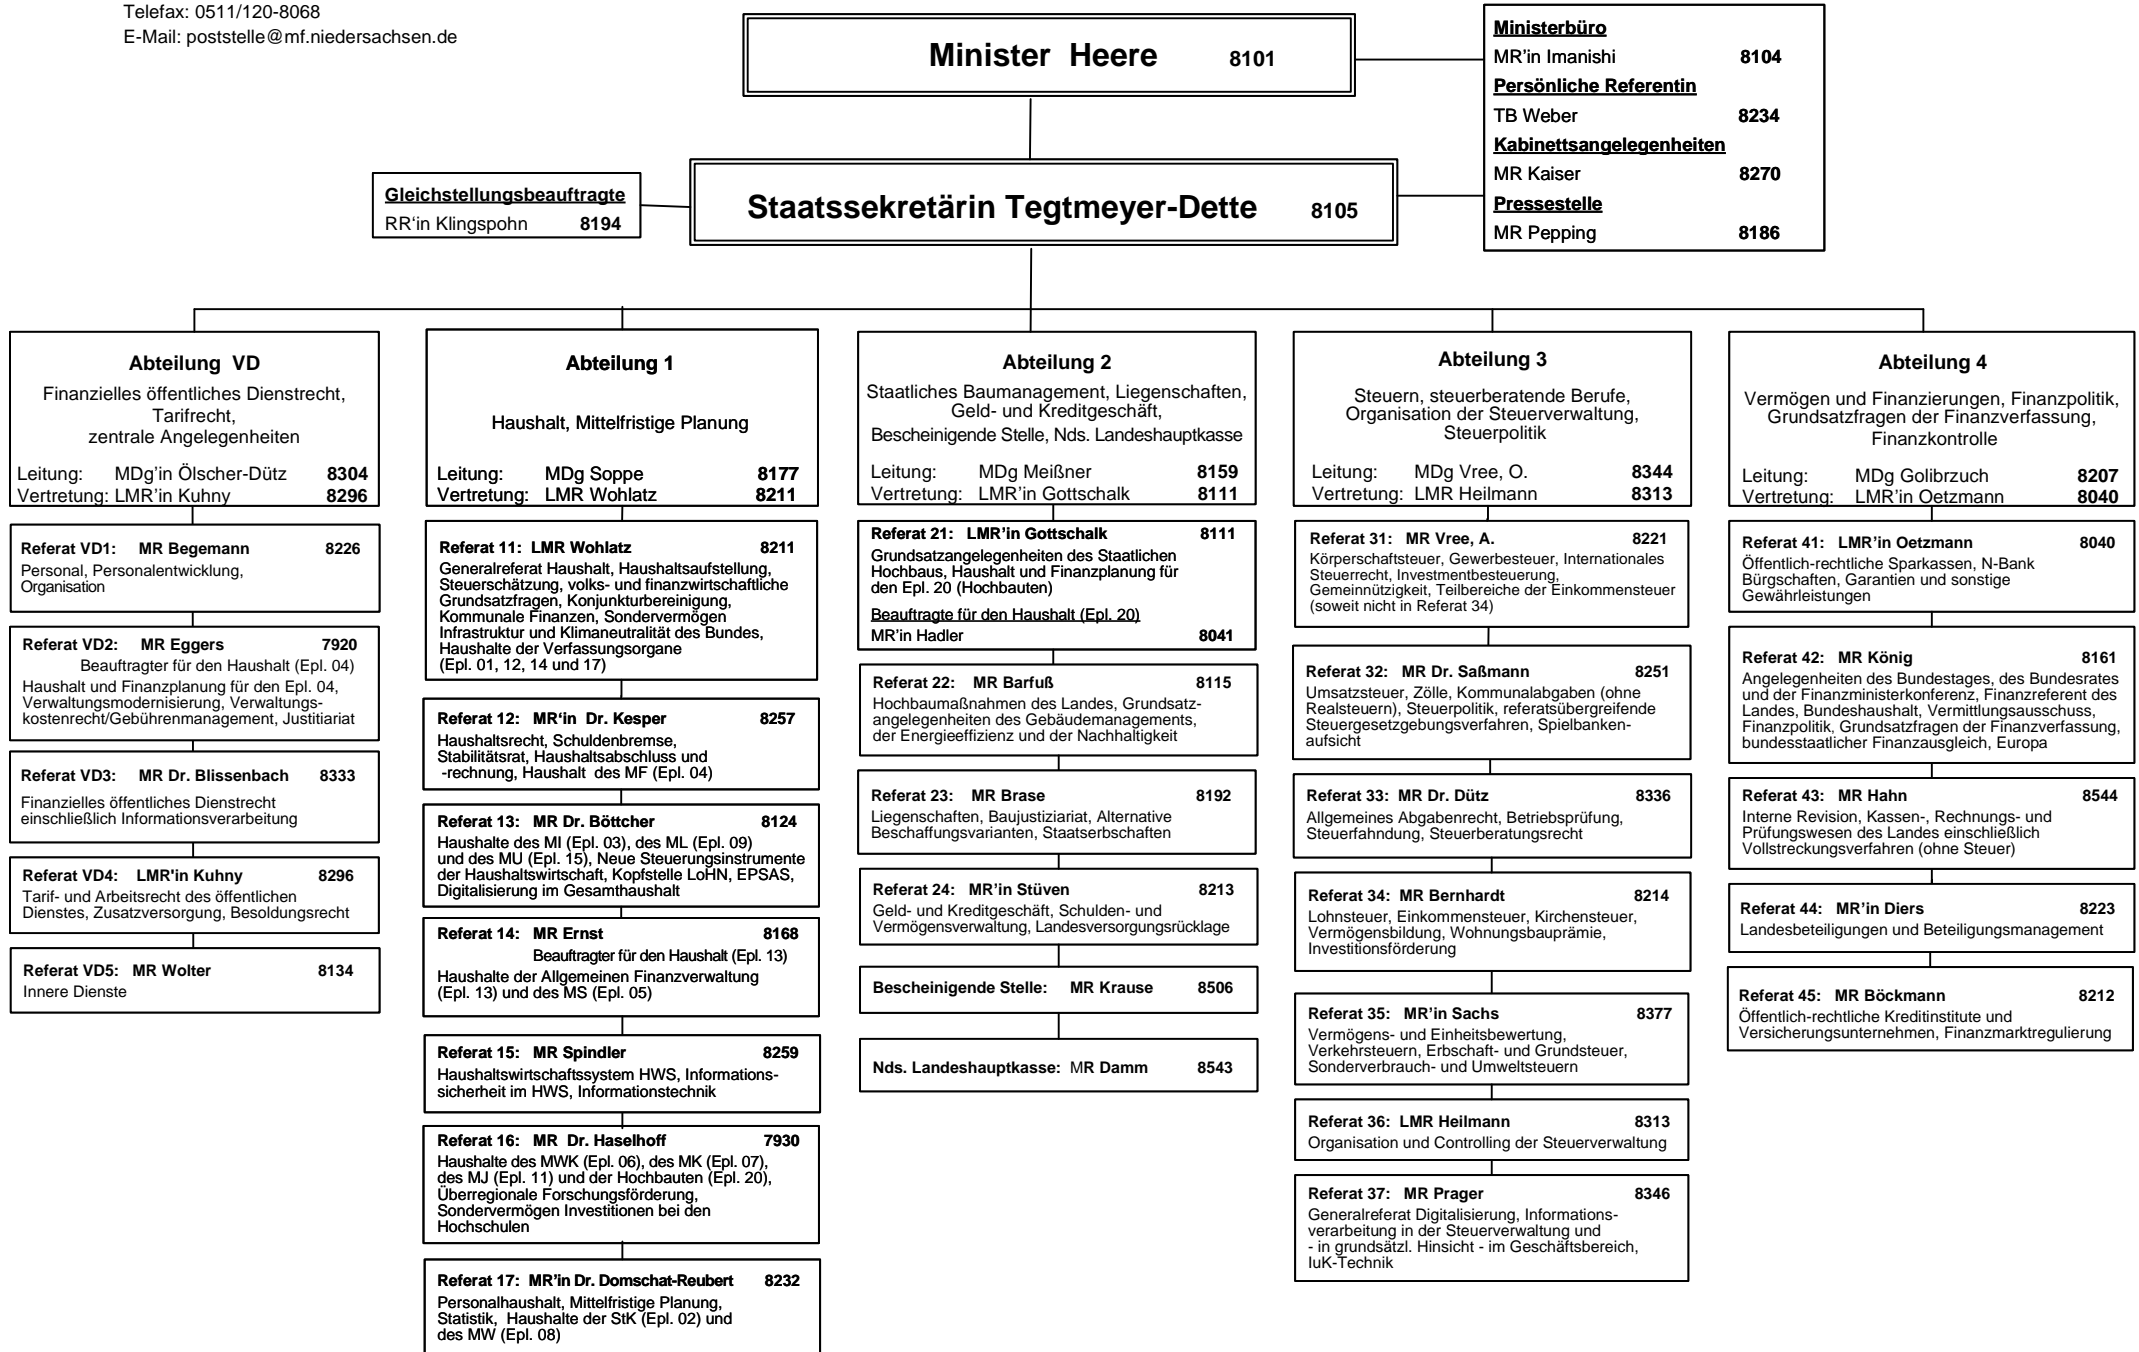 Telefax: 0511/120-8068
E-Mail: poststelle@mf.niedersachsen.de
Minister Heere 8101
Ministerbüro
MR’in Imanishi 8104
Persönliche Referentin
TB Weber 8234
Kabinettsangelegenheiten
MR Kaiser 8270
Pressestelle
MR Pepping 8186
Gleichstellungsbeauftragte
RR‘in Klingspohn 8194
Staatssekretärin Tegtmeyer-Dette 8105
Abteilung VD
Finanzielles öffentliches Dienstrecht,
Tarifrecht,
zentrale Angelegenheiten
Leitung: MDg’in Ölscher-Dütz 8304
Vertretung: LMR’in Kuhny 8296
Referat VD1: MR Begemann 8226
Personal, Personalentwicklung,
Organisation
Referat VD2: MR Eggers 7920
Beauftragter für den Haushalt (Epl. 04)
Haushalt und Finanzplanung für den Epl. 04,
Verwaltungsmodernisierung, Verwaltungs-
kostenrecht/Gebührenmanagement, Justitiariat
Referat VD3: MR Dr. Blissenbach 8333
Finanzielles öffentliches Dienstrecht
einschließlich Informationsverarbeitung
Referat VD4: LMR'in Kuhny 8296
Tarif- und Arbeitsrecht des öffentlichen
Dienstes, Zusatzversorgung, Besoldungsrecht
Referat VD5: MR Wolter 8134
Innere Dienste
Abteilung 1
Haushalt, Mittelfristige Planung
Leitung: MDg Soppe 8177
Vertretung: LMR Wohlatz 8211
Referat 11: LMR Wohlatz 8211
Generalreferat Haushalt, Haushaltsaufstellung,
Steuerschätzung, volks- und finanzwirtschaftliche
Grundsatzfragen, Konjunkturbereinigung,
Kommunale Finanzen, Sondervermögen
Infrastruktur und Klimaneutralität des Bundes,
Haushalte der Verfassungsorgane
(Epl. 01, 12, 14 und 17)
Referat 12: MR‘in Dr. Kesper 8257
Haushaltsrecht, Schuldenbremse,
Stabilitätsrat, Haushaltsabschluss und
-rechnung, Haushalt des MF (Epl. 04)
Referat 13: MR Dr. Böttcher 8124
Haushalte des MI (Epl. 03), des ML (Epl. 09)
und des MU (Epl. 15), Neue Steuerungsinstrumente
der Haushaltswirtschaft, Kopfstelle LoHN, EPSAS,
Digitalisierung im Gesamthaushalt
Referat 14: MR Ernst 8168
Beauftragter für den Haushalt (Epl. 13)
Haushalte der Allgemeinen Finanzverwaltung
(Epl. 13) und des MS (Epl. 05)
Referat 15: MR Spindler 8259
Haushaltswirtschaftssystem HWS, Informations-
sicherheit im HWS, Informationstechnik
Referat 16: MR Dr. Haselhoff 7930
Haushalte des MWK (Epl. 06), des MK (Epl. 07),
des MJ (Epl. 11) und der Hochbauten (Epl. 20),
Überregionale Forschungsförderung,
Sondervermögen Investitionen bei den
Hochschulen
Referat 17: MR’in Dr. Domschat-Reubert 8232
Personalhaushalt, Mittelfristige Planung,
Statistik, Haushalte der StK (Epl. 02) und
des MW (Epl. 08)
Abteilung 2
Staatliches Baumanagement, Liegenschaften,
Geld- und Kreditgeschäft,
Bescheinigende Stelle, Nds. Landeshauptkasse
Leitung: MDg Meißner 8159
Vertretung: LMR’in Gottschalk 8111
Referat 21: LMR’in Gottschalk 8111
Grundsatzangelegenheiten des Staatlichen
Hochbaus, Haushalt und Finanzplanung für
den Epl. 20 (Hochbauten)
Beauftragte für den Haushalt (Epl. 20)
MR’in Hadler 8041
Referat 22: MR Barfuß 8115
Hochbaumaßnahmen des Landes, Grundsatz-
angelegenheiten des Gebäudemanagements,
der Energieeffizienz und der Nachhaltigkeit
Referat 23: MR Brase 8192
Liegenschaften, Baujustiziariat, Alternative
Beschaffungsvarianten, Staatserbschaften
Referat 24: MR’in Stüven 8213
Geld- und Kreditgeschäft, Schulden- und
Vermögensverwaltung, Landesversorgungsrücklage
Bescheinigende Stelle: MR Krause 8506
Nds. Landeshauptkasse: MR Damm 8543
Abteilung 3
Steuern, steuerberatende Berufe,
Organisation der Steuerverwaltung,
Steuerpolitik
Leitung: MDg Vree, O. 8344
Vertretung: LMR Heilmann 8313
Referat 31: MR Vree, A. 8221
Körperschaftsteuer, Gewerbesteuer, Internationales
Steuerrecht, Investmentbesteuerung,
Gemeinnützigkeit, Teilbereiche der Einkommensteuer
(soweit nicht in Referat 34)
Referat 32: MR Dr. Saßmann 8251
Umsatzsteuer, Zölle, Kommunalabgaben (ohne
Realsteuern), Steuerpolitik, referatsübergreifende
Steuergesetzgebungsverfahren, Spielbanken-
aufsicht
Referat 33: MR Dr. Dütz 8336
Allgemeines Abgabenrecht, Betriebsprüfung,
Steuerfahndung, Steuerberatungsrecht
Referat 34: MR Bernhardt 8214
Lohnsteuer, Einkommensteuer, Kirchensteuer,
Vermögensbildung, Wohnungsbauprämie,
Investitionsförderung
Referat 35: MR’in Sachs 8377
Vermögens- und Einheitsbewertung,
Verkehrsteuern, Erbschaft- und Grundsteuer,
Sonderverbrauch- und Umweltsteuern
Referat 36: LMR Heilmann 8313
Organisation und Controlling der Steuerverwaltung
Referat 37: MR Prager 8346
Generalreferat Digitalisierung, Informations-
verarbeitung in der Steuerverwaltung und
- in grundsätzl. Hinsicht - im Geschäftsbereich,
IuK-Technik
Abteilung 4
Vermögen und Finanzierungen, Finanzpolitik,
Grundsatzfragen der Finanzverfassung,
Finanzkontrolle
Leitung: MDg Golibrzuch 8207
Vertretung: LMR’in Oetzmann 8040
Referat 41: LMR’in Oetzmann 8040
Öffentlich-rechtliche Sparkassen, N-Bank
Bürgschaften, Garantien und sonstige
Gewährleistungen
Referat 42: MR König 8161
Angelegenheiten des Bundestages, des Bundesrates
und der Finanzministerkonferenz, Finanzreferent des
Landes, Bundeshaushalt, Vermittlungsausschuss,
Finanzpolitik, Grundsatzfragen der Finanzverfassung,
bundesstaatlicher Finanzausgleich, Europa
Referat 43: MR Hahn 8544
Interne Revision, Kassen-, Rechnungs- und
Prüfungswesen des Landes einschließlich
Vollstreckungsverfahren (ohne Steuer)
Referat 44: MR’in Diers 8223
Landesbeteiligungen und Beteiligungsmanagement
Referat 45: MR Böckmann 8212
Öffentlich-rechtliche Kreditinstitute und
Versicherungsunternehmen, Finanzmarktregulierung